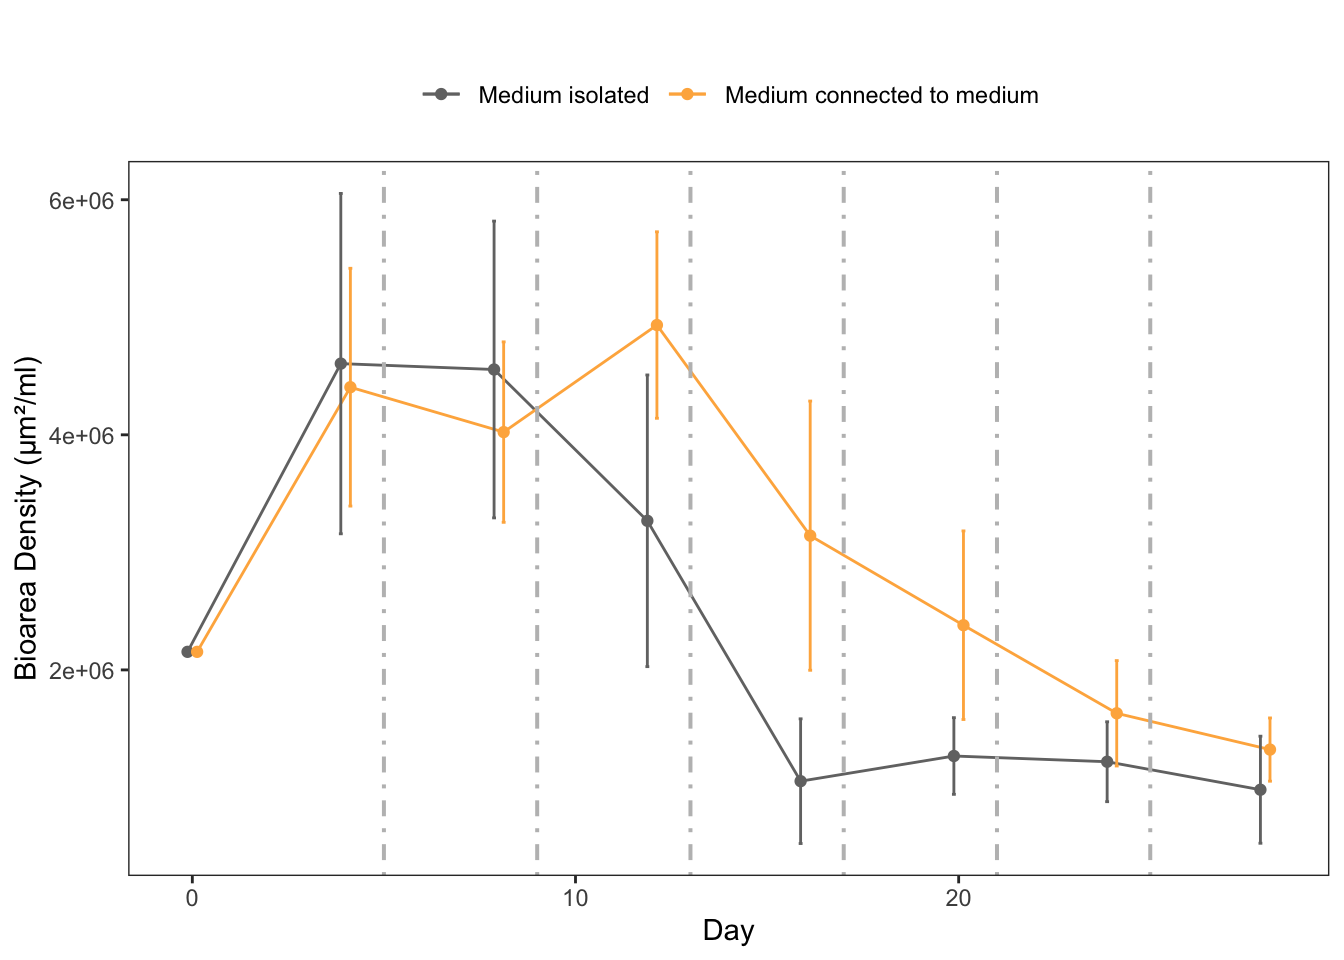 Medium isolated Medium connected to medium
6e+06
4e+06
2e+06
Bioarea Density (µm²/ml)
0 10 20
Day